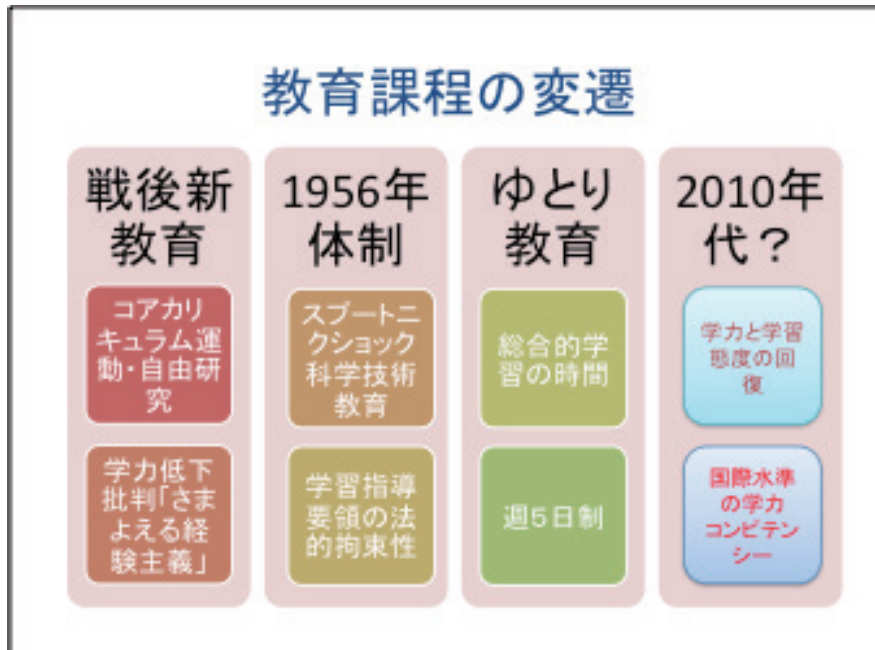 教育課程の変遷
戦後新
教育
コアカリ
キュラム運
動・自由研
究
学力低下
批判「さま
よえる経
験主義」
1956年
体制
スプートニ
クショック
科学技術
教育
学習指導
要領の法
的拘束性
ゆとり
教育
総合的学
習の時間
週5日制
2010年
代？
学力と学習
態度の回
復
国際水準
の学力
コンピテン
シー